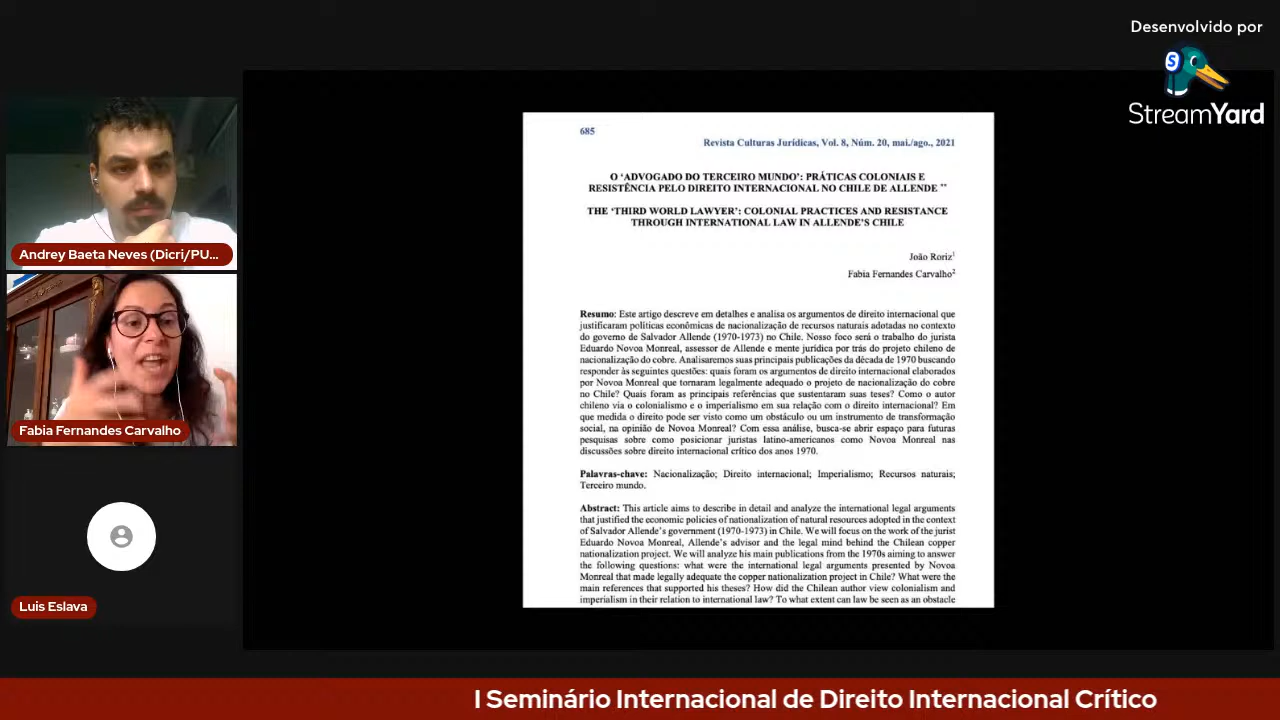 Desenvolvido por
StreamYard
Andrey Baeta Neves (Dicri/PU...
Fabia Fernandes Carvalho
Luis Eslava
685
Revista Culturas Jurídicas, Vol. 8, Núm. 20, mai./ago., 2021
O ‘ADVOGADO DO TERCEIRO MUNDO’: PRÁTICAS COLONIAIS E
RESISTÊNCIA PELO DIREITO INTERNACIONAL NO CHILE DE ALLENDE **
THE ‘THIRD WORLD LAWYER’: COLONIAL PRACTICES AND RESISTANCE
THROUGH INTERNATIONAL LAW IN ALLENDE’S CHILE
João Roriz¹
Fabia Fernandes Carvalho²
Resumo: Este artigo descreve em detalhes e analisa os argumentos de direito internacional que
justificaram políticas econômicas de nacionalização de recursos naturais adotadas no contexto
do governo de Salvador Allende (1970-1973) no Chile. Nosso foco será o trabalho do jurista
Eduardo Novoa Monreal, assessor de Allende e mente jurídica por trás do projeto chileno de
nacionalização do cobre. Analisaremos suas principais publicações da década de 1970 buscando
responder às seguintes questões: quais foram os argumentos de direito internacional elaborados
por Novoa Monreal que tornaram legalmente adequado o projeto de nacionalização do cobre
no Chile? Quais foram as principais referências que sustentaram suas teses? Como o autor
chileno via o colonialismo e o imperialismo em sua relação com o direito internacional? Em
que medida o direito pode ser visto como um obstáculo ou um instrumento de transformação
social, na opinião de Novoa Monreal? Com essa análise, busca-se abrir espaço para futuras
pesquisas sobre como posicionar juristas latino-americanos como Novoa Monreal nas
discussões sobre direito internacional crítico dos anos 1970.
Palavras-chave: Nacionalização; Direito internacional; Imperialismo; Recursos naturais;
Terceiro mundo.
Abstract: This article aims to describe in detail and analyze the international legal arguments
that justified the economic policies of nationalization of natural resources adopted in the context
of Salvador Allende’s government (1970-1973) in Chile. We will focus on the work of the jurist
Eduardo Novoa Monreal, Allende’s advisor and the legal mind behind the Chilean copper
nationalization project. We will analyze his main publications from the 1970s aiming to answer
the following questions: what were the international legal arguments presented by Novoa
Monreal that made legally adequate the copper nationalization project in Chile? What were the
main references that supported his theses? How did the Chilean author view colonialism and
imperialism in their relation to international law? To what extent can law be seen as an obstacle
I Seminário Internacional de Direito Internacional Crítico